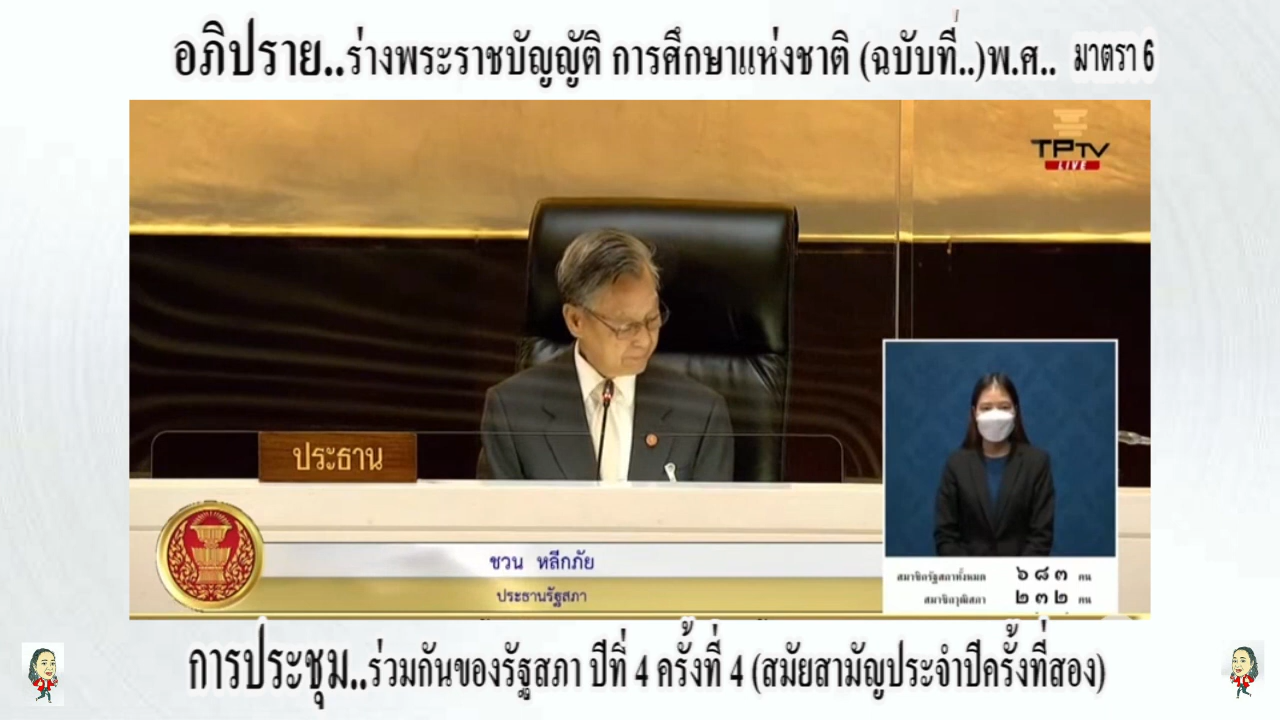 อภิปราย..ร่างพระราชบัญญัติ การศึกษาแห่งชาติ (ฉบับที่..)พ.ศ.. มาตรา 6
TPTV
LIVE
ประธาน
ชวน หลีกภัย
ประธานรัฐสภา
สมาชิกรัฐสภาทั้งหมด ๖๘๓ คน
สมาชิกวุฒิสภา ๒๓๒ คน
การประชุม..ร่วมกันของรัฐสภา ปีที่ 4 ครั้งที่ 4 (สมัยสามัญประจำปีครั้งที่สอง)